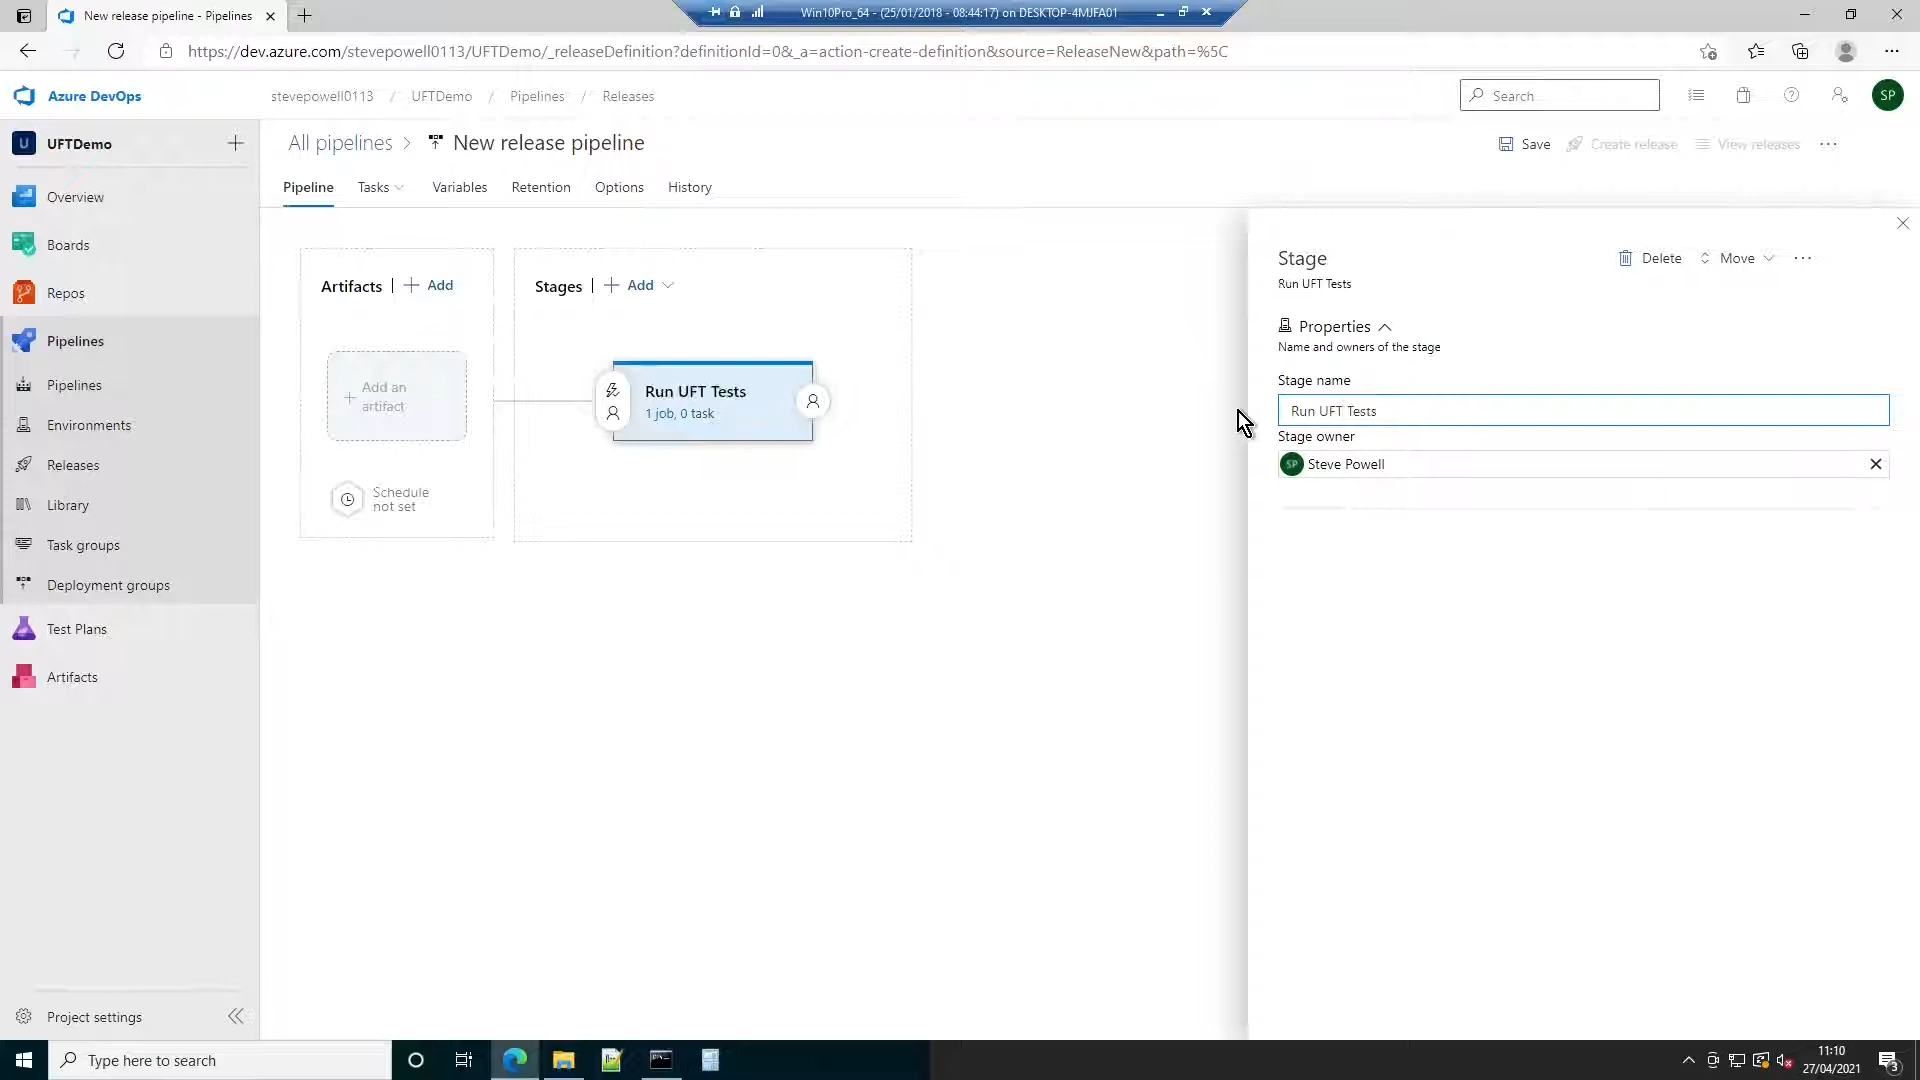 New release pipeline - Pipelines
Win10Pro_64 - (25/01/2018 - 08:44:17) on DESKTOP-4MJFA01
https://dev.azure.com/stevepowell0113/UFTDemo/_releaseDefinition?definitionId=0&_a=action-create-definition&source=ReleaseNew&path=%5C
Azure DevOps
stevepowell0113 / UFTDemo / Pipelines / Releases
Search
SP
U UFTDemo
All pipelines > New release pipeline
Save Create release View releases
Pipeline Tasks Variables Retention Options History
Overview
Boards
Repos
Pipelines
Pipelines
Environments
Releases
Library
Task groups
Deployment groups
Test Plans
Artifacts
Project settings
Artifacts | + Add
Add an
artifact
Schedule
not set
Stages | + Add
Run UFT Tests
1 job, 0 task
Stage
Run UFT Tests
Delete Move
Properties
Name and owners of the stage
Stage name
Run UFT Tests
Stage owner
SP Steve Powell
Type here to search
11:10
27/04/2021
3